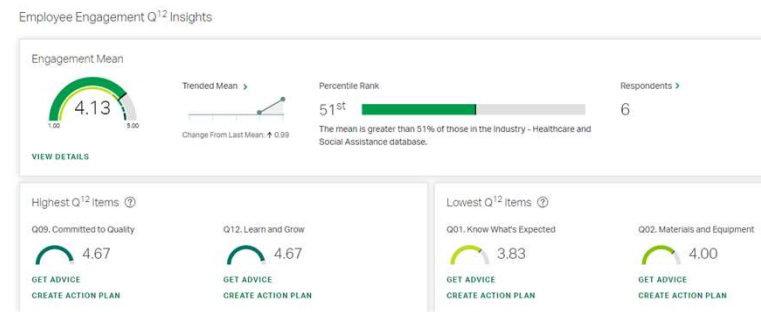 Employee Engagement Q12 Insights
Engagement Mean
4.13
1.00 5.00
VIEW DETAILS
Trended Mean >
Change From Last Mean: ↑ 0.99
Percentile Rank
51st
The mean is greater than 51% of those in the Industry - Healthcare and
Social Assistance database.
Respondents >
6
Highest Q12 Items ?
Q09. Committed to Quality
4.67
GET ADVICE
CREATE ACTION PLAN
Q12. Learn and Grow
4.67
GET ADVICE
CREATE ACTION PLAN
Lowest Q12 Items ?
Q01. Know What's Expected
3.83
GET ADVICE
CREATE ACTION PLAN
Q02. Materials and Equipment
4.00
GET ADVICE
CREATE ACTION PLAN